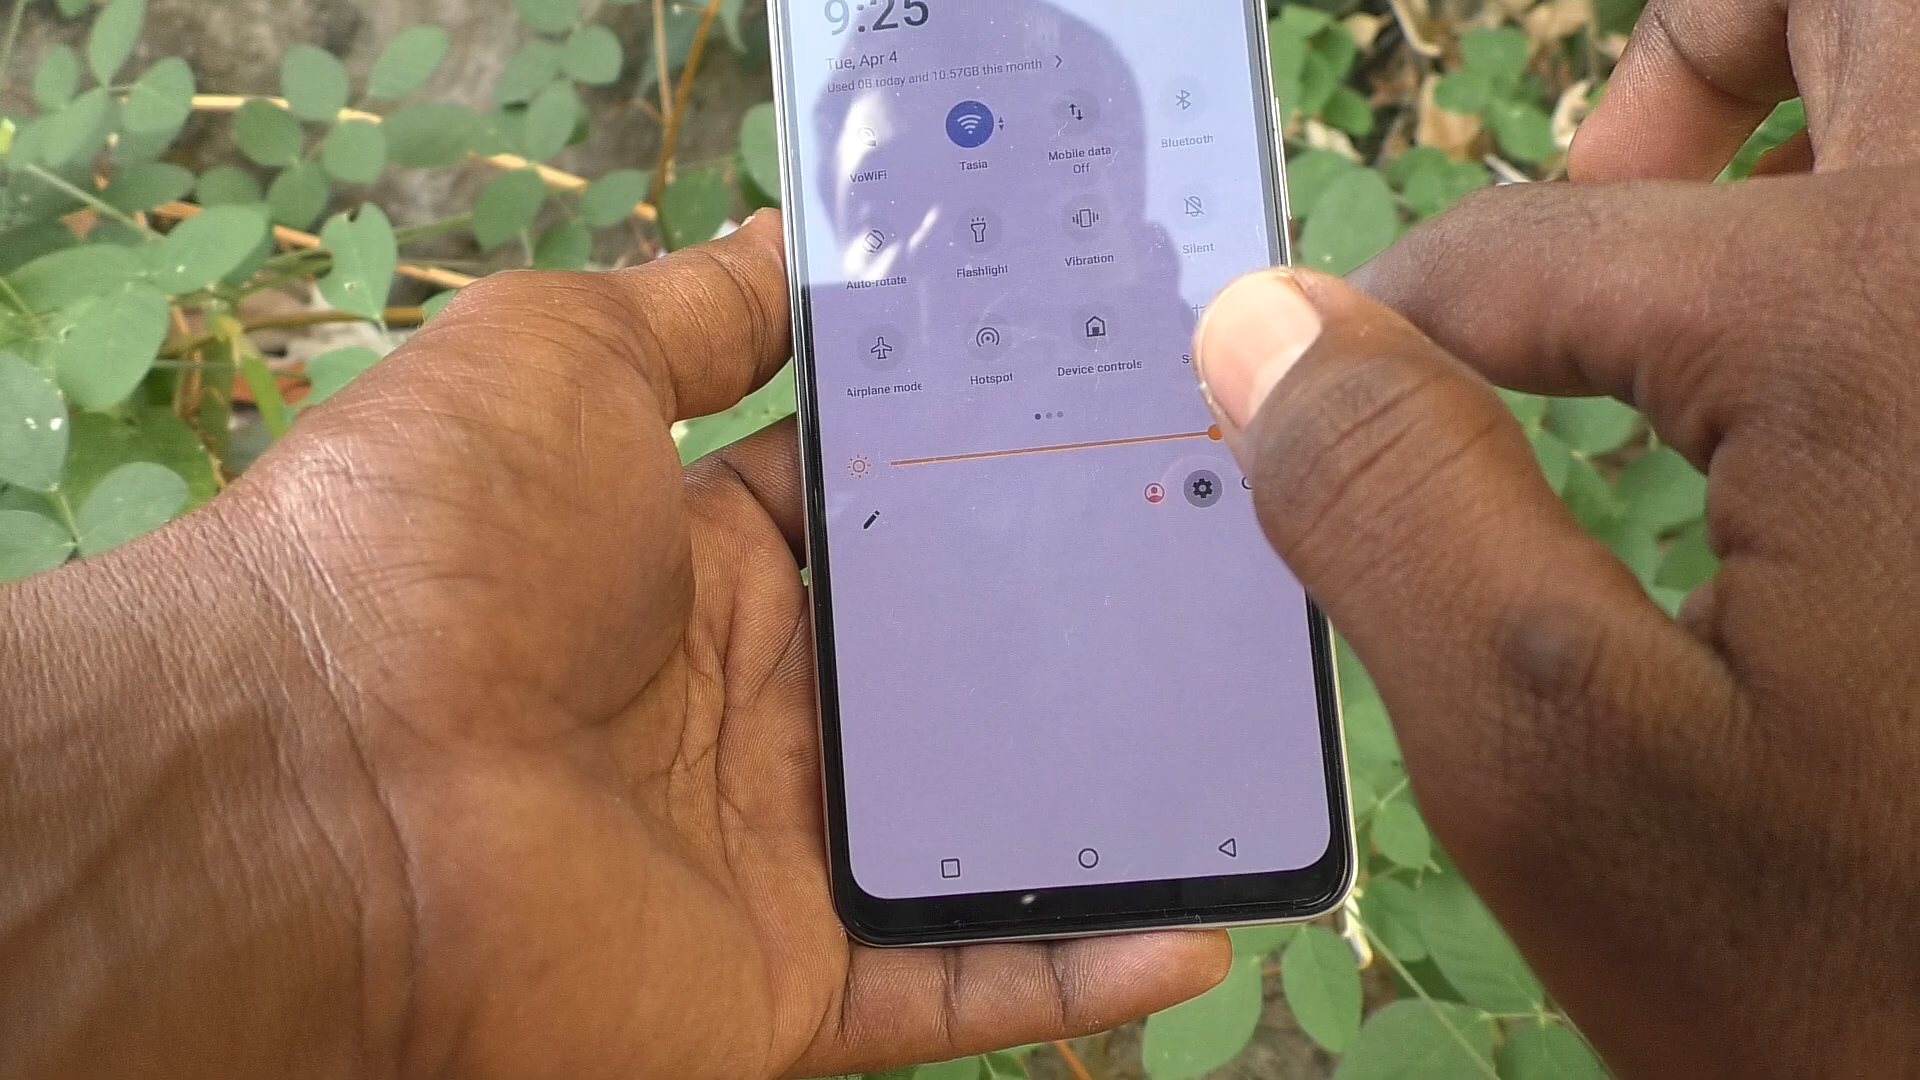 9:25
Tue, Apr 4
Used 0B today and 10.57GB this month
VoWiFi
Tasia
Mobile data
Off
Bluetooth
Auto-rotate
Flashlight
Vibration
Silent
Airplane mode
Hotspot
Device controls
S-